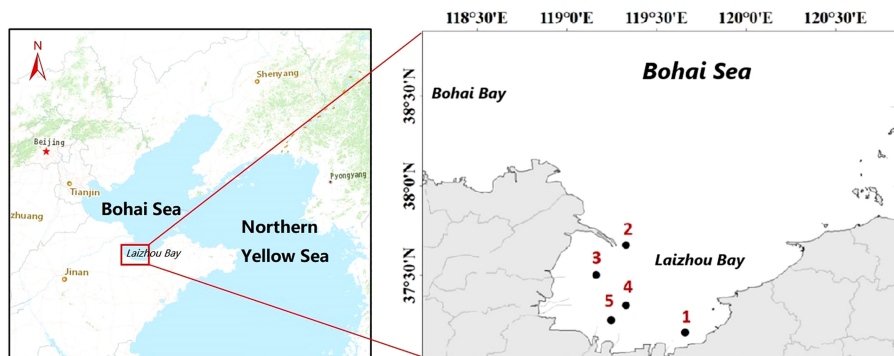 N
Shenyang
Beijing
Tianjin
Pyongyang
zhuang
Bohai Sea
Northern
Yellow Sea
Laizhou Bay
Jinan
118°30'E
119°0'E
119°30'E
120°0'E
120°30'E
38°30'N
38°0'N
37°30'N
Bohai Sea
Bohai Bay
2
3
Laizhou Bay
4
5
1